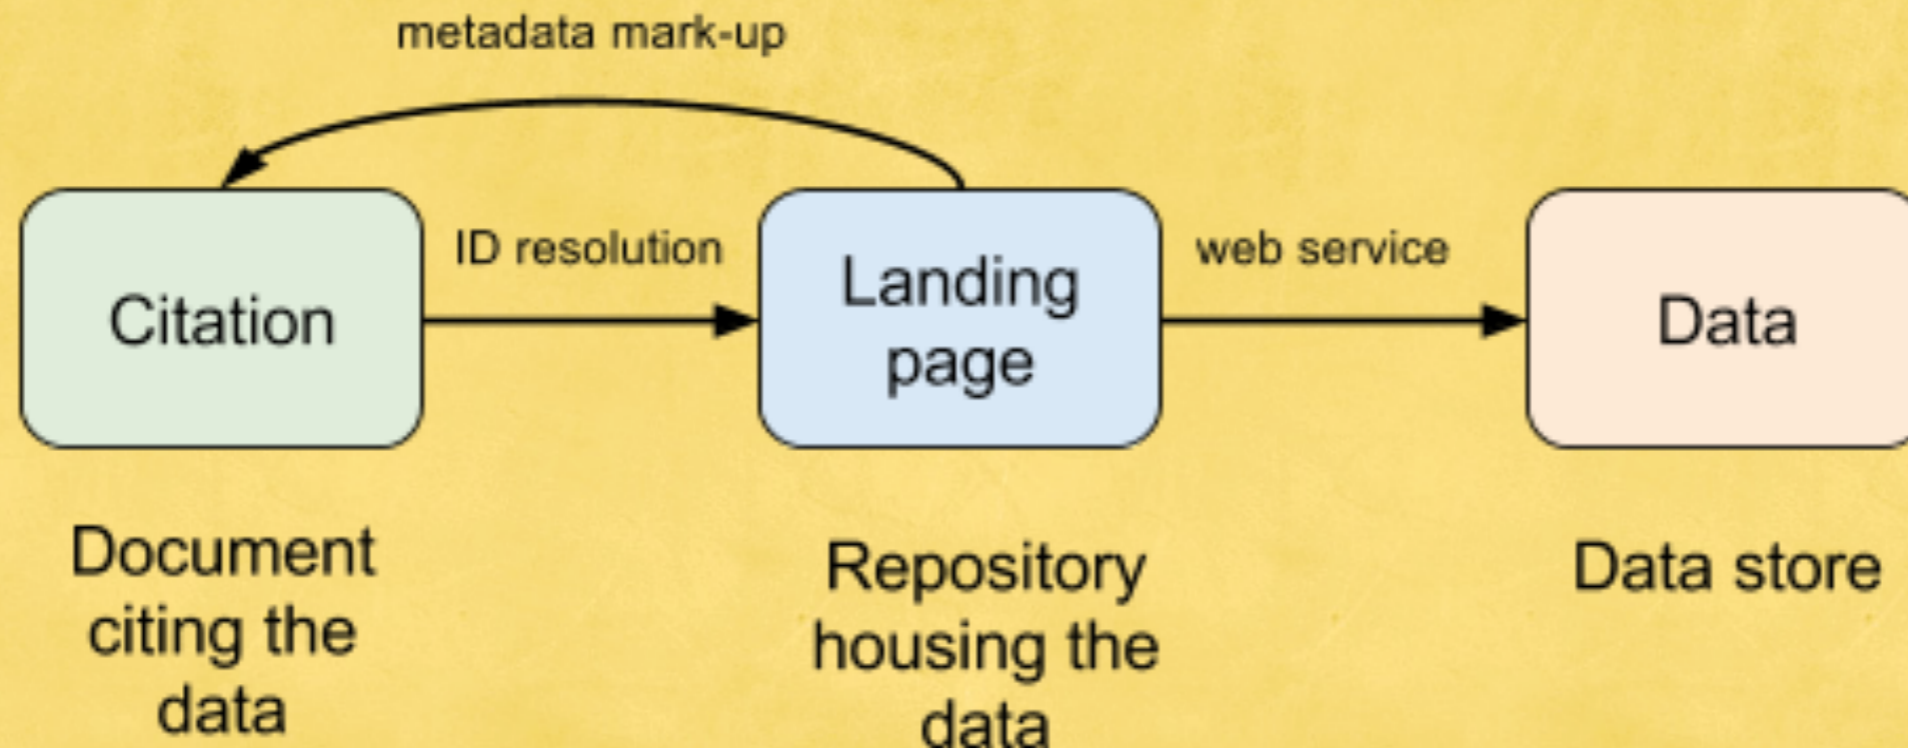 metadata mark-up
Citation
ID resolution
Landing
page
web service
Data
Document
citing the
data
Repository
housing the
data
Data store